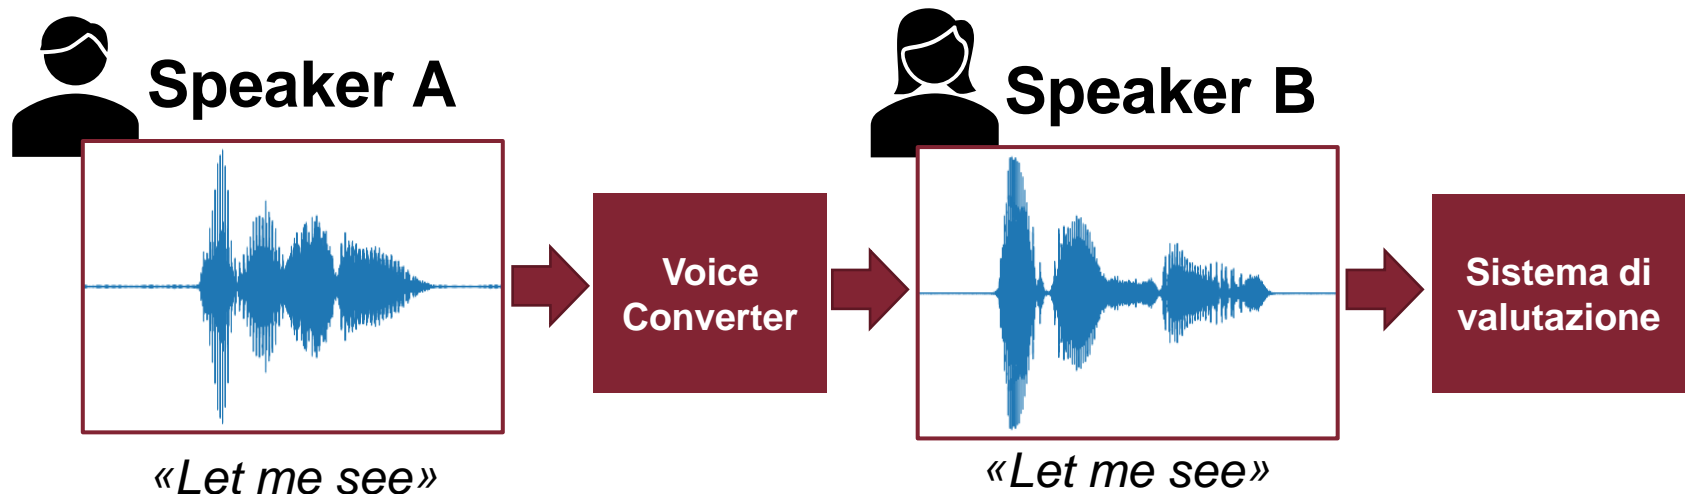 Speaker A
Speaker B
Voice
Converter
Sistema di
valutazione
«Let me see»
«Let me see»